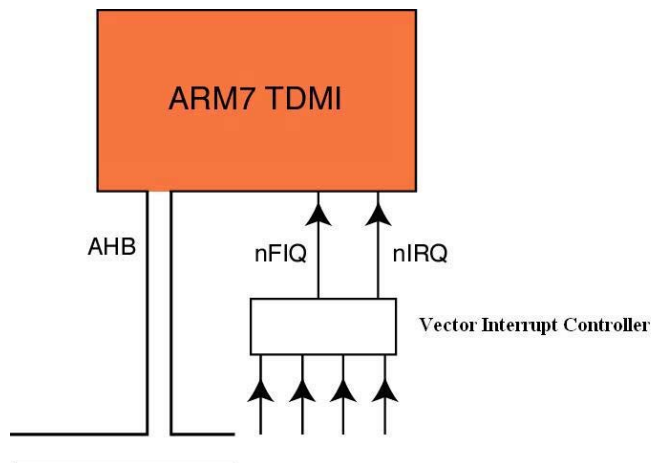 ARM7 TDMI
AHB
nFIQ
nIRQ
Vector Interrupt Controller